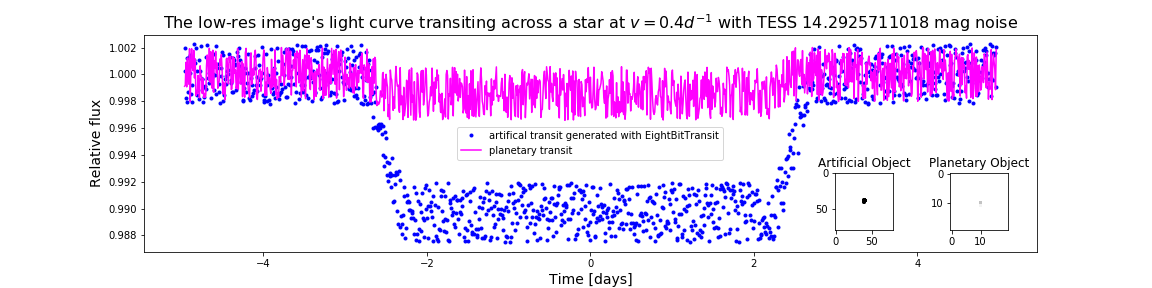 The low-res image's light curve transiting across a star at v = 0.4d⁻¹ with TESS 14.2925711018 mag noise
Relative flux
1.002
1.000
0.998
0.996
0.994
0.992
0.990
0.988
artifical transit generated with EightBitTransit
planetary transit
Artificial Object
0
50
0 50
Planetary Object
0
10
0 10
−4 −2 0 2 4
Time [days]